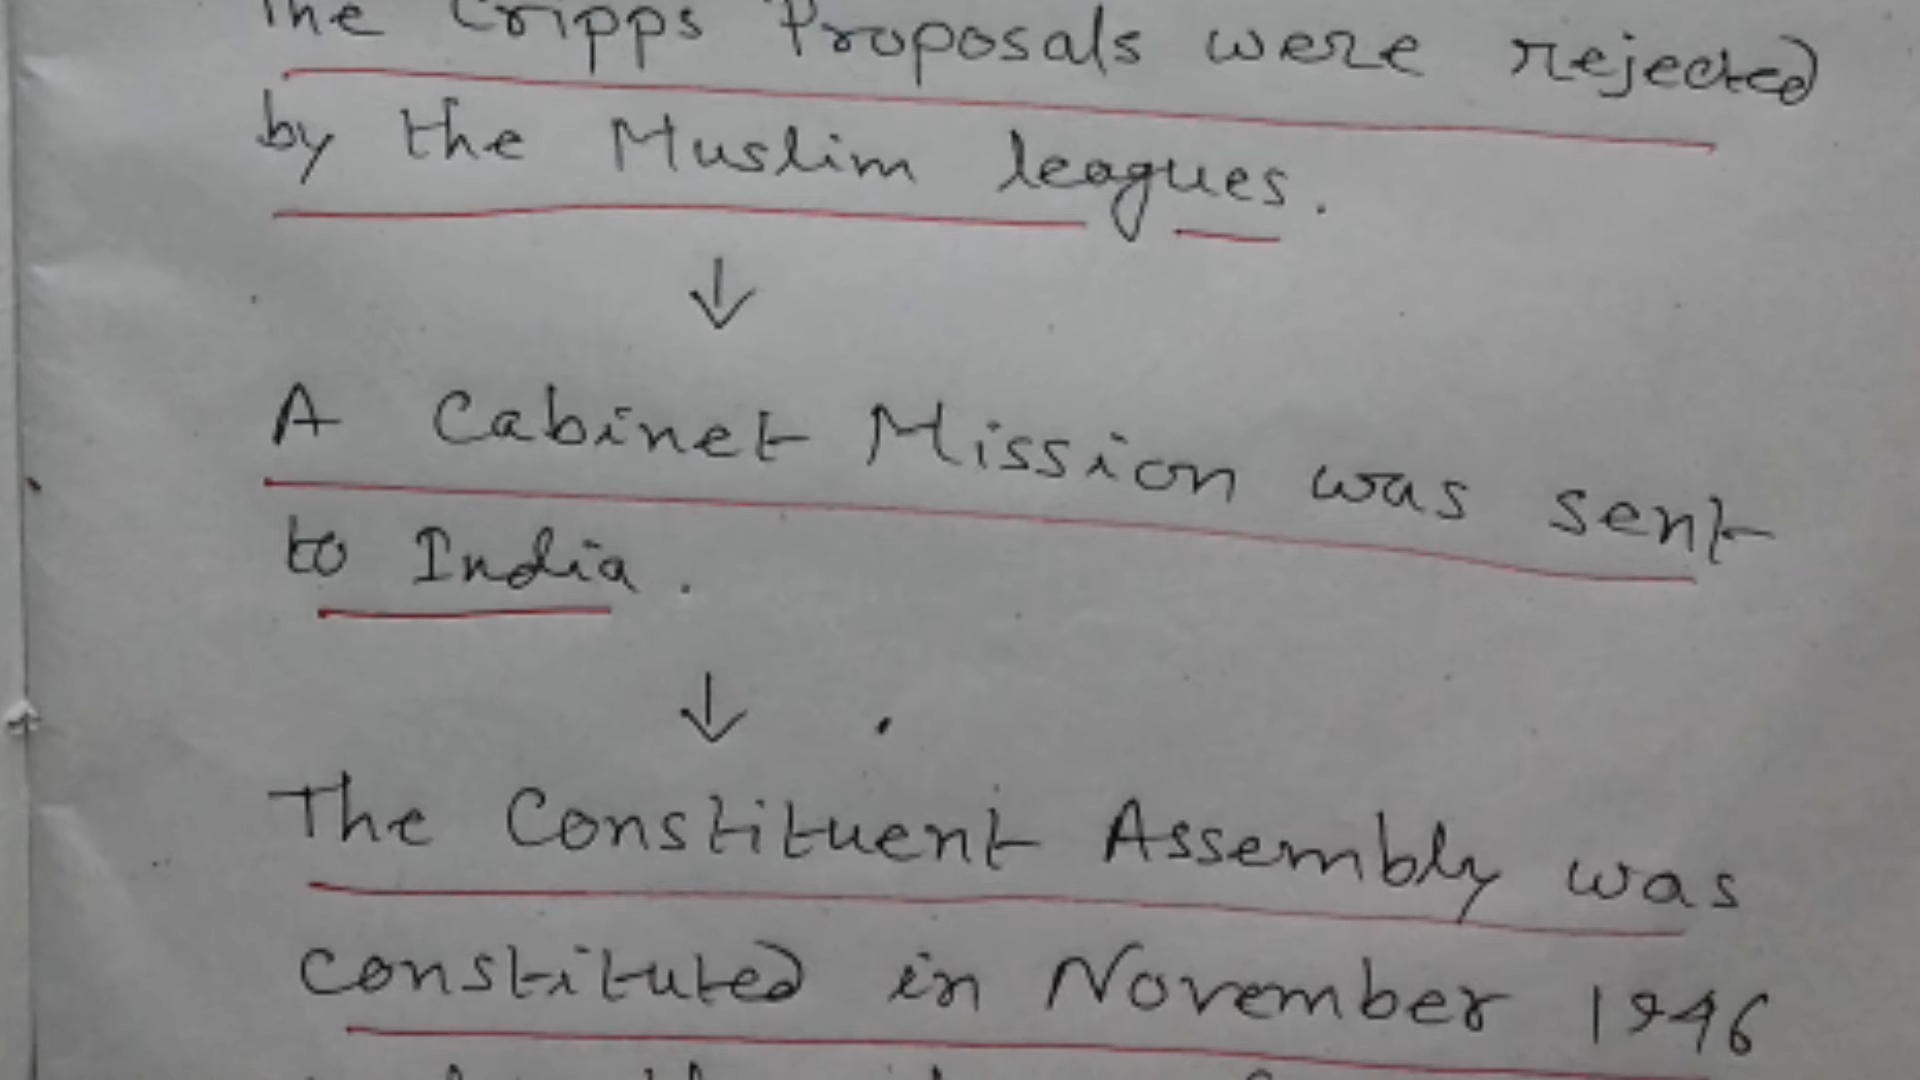 The Cripps Proposals were rejected
by the Muslim leagues.
↓
A Cabinet Mission was sent
to India.
↓
The Constituent Assembly was
constituted in November 1946